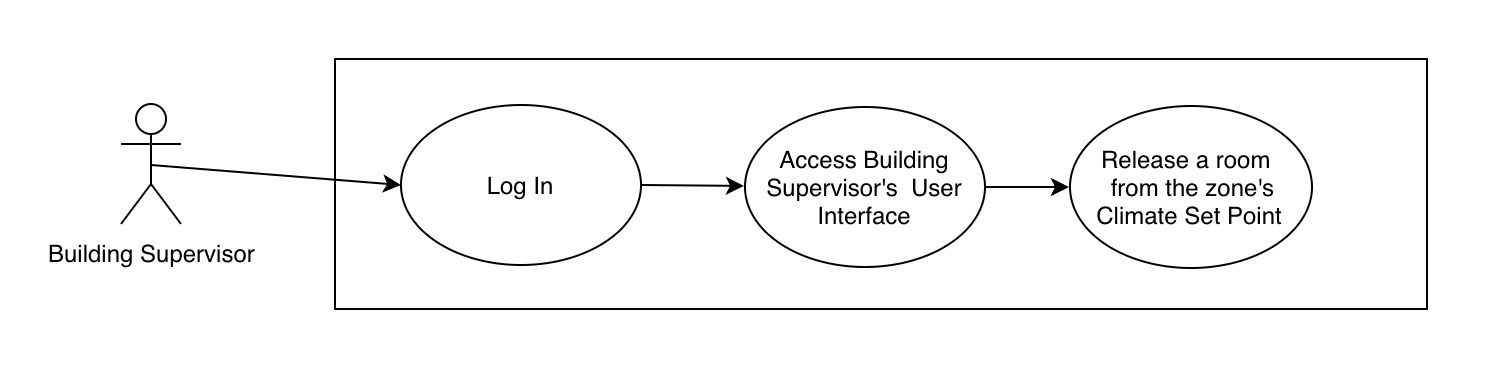 Building Supervisor
Log In
Access Building
Supervisor's  User
Interface
Release a room
from the zone's
Climate Set Point